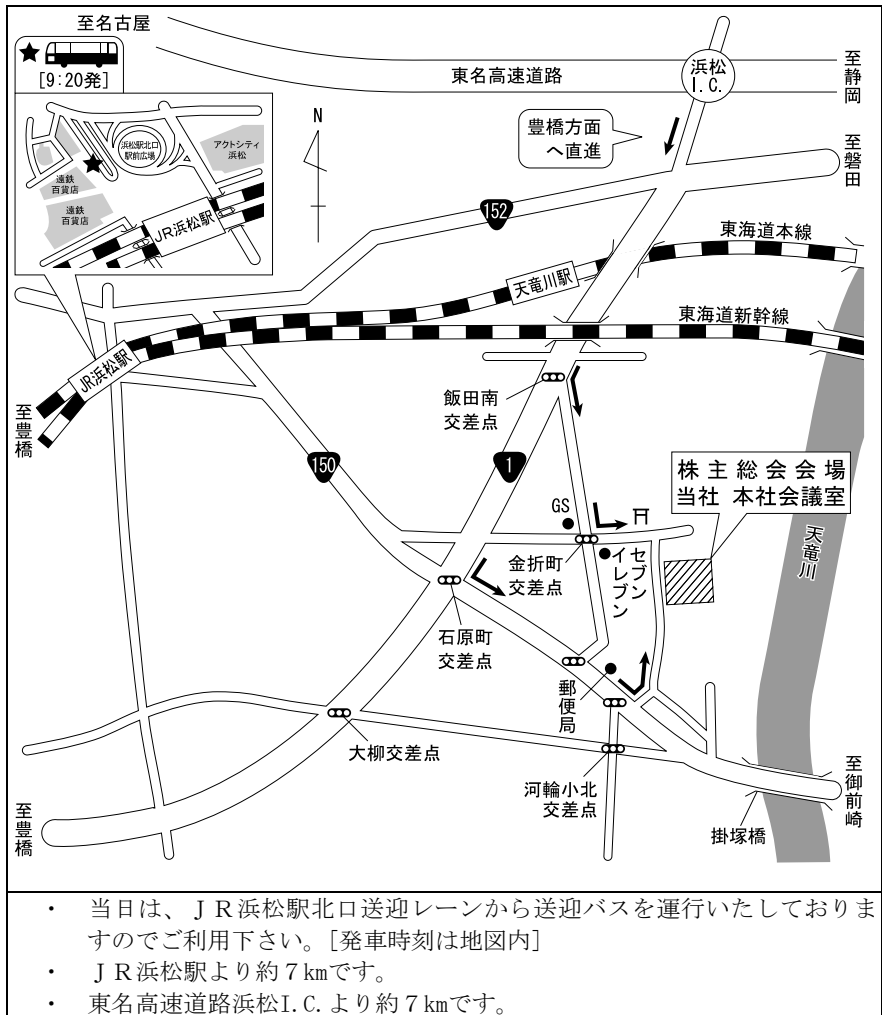 至名古屋
★
[9:20発]
浜松駅北口
駅前広場
アクトシティ
浜松
★
遠鉄
百貨店
遠鉄
百貨店
JR浜松駅
N
東名高速道路
浜松
I.C.
至静岡
豊橋方面
へ直進
至磐田
152
東海道本線
天竜川駅
東海道新幹線
JR浜松駅
至豊橋
飯田南
交差点
150
1
株主総会会場
当社 本社会議室
GS
金折町
交差点
セブン
イレブン
天竜川
石原町
交差点
郵便局
大柳交差点
河輪小北
交差点
至豊橋
至御前崎
掛塚橋
・ 当日は、JR浜松駅北口送迎レーンから送迎バスを運行いたしておりま
すのでご利用下さい。[発車時刻は地図内]
・ JR浜松駅より約7㎞です。
・ 東名高速道路浜松I.C.より約7㎞です。